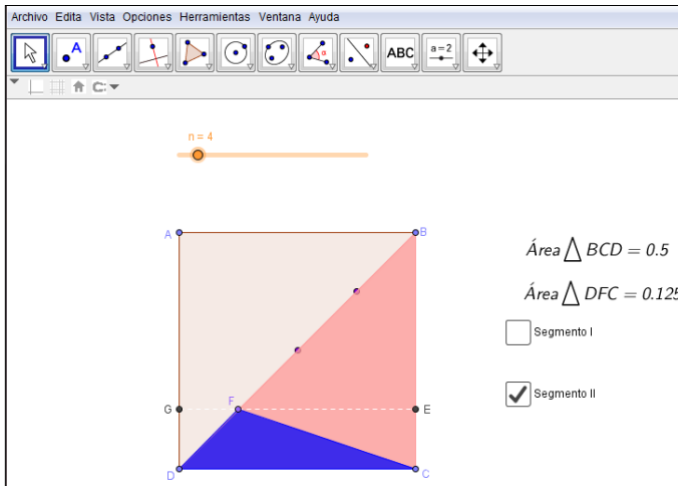 Archivo Edita Vista Opciones Herramientas Ventana Ayuda
A ABC a=2
n = 4
A B
Área △ BCD = 0.5
Área △ DFC = 0.125
Segmento I
Segmento II
F
G E
D C